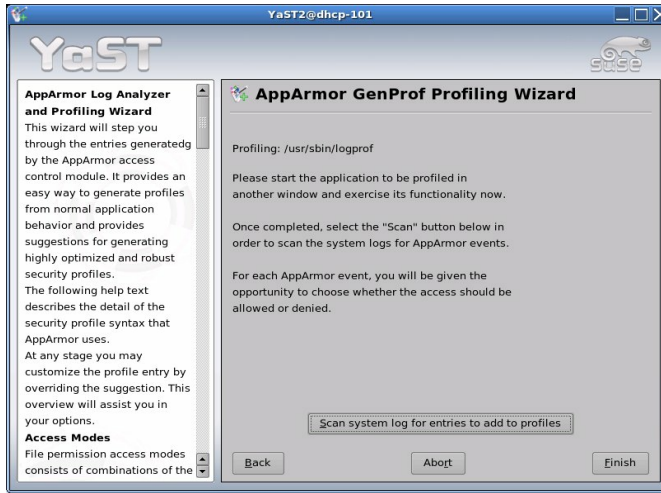 YaST2@dhcp-101
YaST
SUSE
AppArmor Log Analyzer
and Profiling Wizard
This wizard will step you
through the entries generatedg
by the AppArmor access
control module. It provides an
easy way to generate profiles
from normal application
behavior and provides
suggestions for generating
highly optimized and robust
security profiles.
The following help text
describes the detail of the
security profile syntax that
AppArmor uses.
At any stage you may
customize the profile entry by
overriding the suggestion. This
overview will assist you in
your options.
Access Modes
File permission access modes
consists of combinations of the
AppArmor GenProf Profiling Wizard
Profiling: /usr/sbin/logprof
Please start the application to be profiled in
another window and exercise its functionality now.
Once completed, select the "Scan" button below in
order to scan the system logs for AppArmor events.
For each AppArmor event, you will be given the
opportunity to choose whether the access should be
allowed or denied.
Scan system log for entries to add to profiles
Back
Abort
Finish